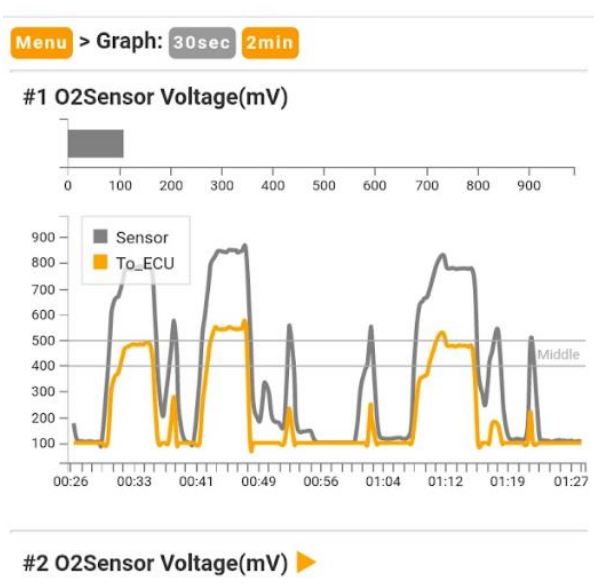 Menu > Graph: 30sec 2min
#1 O2Sensor Voltage(mV)
0 100 200 300 400 500 600 700 800 900
Sensor
To_ECU
900
800
700
600
500
Middle
400
300
200
100
00:26 00:33 00:41 00:49 00:56 01:04 01:12 01:19 01:27
#2 O2Sensor Voltage(mV)